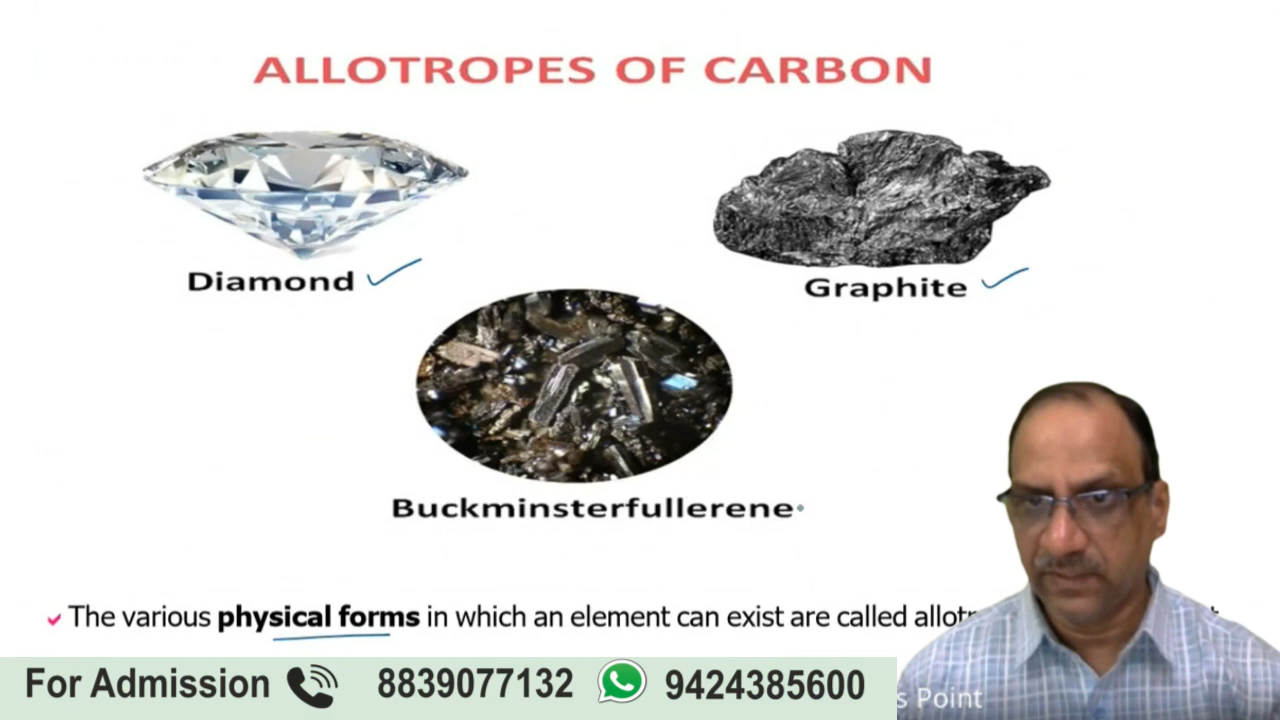 ALLOTROPES OF CARBON
Diamond
Graphite
Buckminsterfullerene
The various physical forms in which an element can exist are called
For Admission 8839077132 9424385600
Point